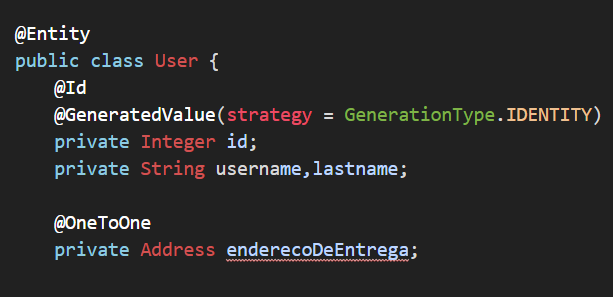 @Entity
public class User {
@Id
@GeneratedValue(strategy = GenerationType.IDENTITY)
private Integer id;
private String username,lastname;
@OneToOne
private Address enderecoDeEntrega;